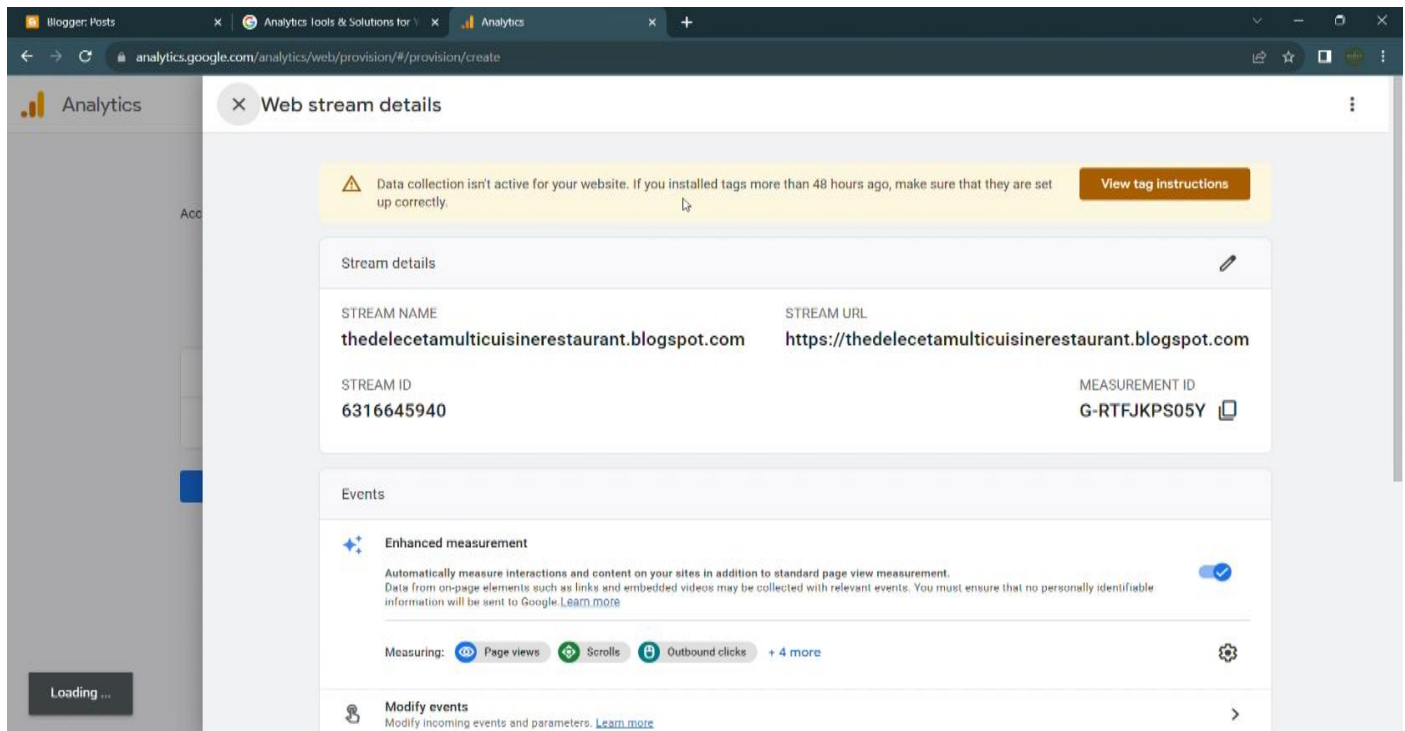 Blogger: Posts
Analytics Tools & Solutions for
Analytics
analytics.google.com/analytics/web/provision/#/provision/create
Analytics
Web stream details
Data collection isn't active for your website. If you installed tags more than 48 hours ago, make sure that they are set
up correctly.
View tag instructions
Acc
Stream details
STREAM NAME
STREAM URL
thedelecetamulticuisinerestaurant.blogspot.com
https://thedelecetamulticuisinerestaurant.blogspot.com
STREAM ID
MEASUREMENT ID
6316645940
G-RTFJKPS05Y
Events
Enhanced measurement
Automatically measure interactions and content on your sites in addition to standard page view measurement.
Data from on-page elements such as links and embedded videos may be collected with relevant events. You must ensure that no personally identifiable
information will be sent to Google. Learn more
Measuring: Page views Scrolls Outbound clicks + 4 more
Loading ...
Modify events
Modify incoming events and parameters. Learn more